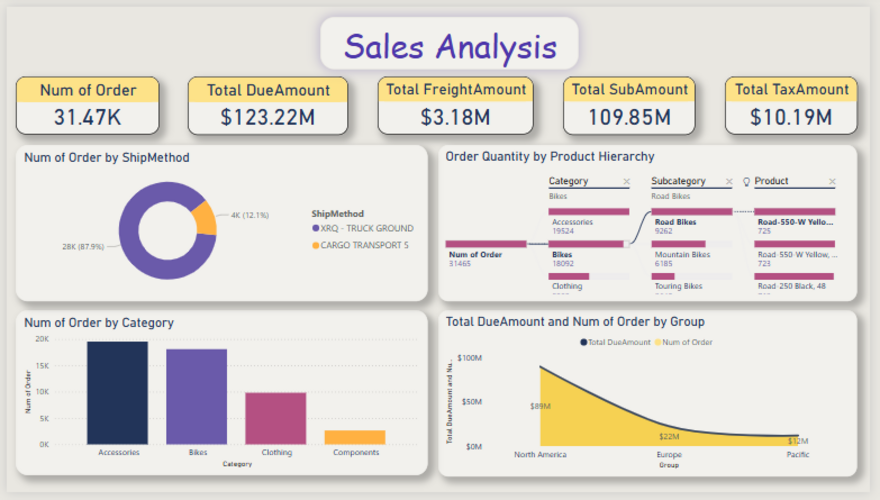 Sales Analysis
Num of Order
31.47K
Total DueAmount
$123.22M
Total FreightAmount
$3.18M
Total SubAmount
109.85M
Total TaxAmount
$10.19M
Num of Order by ShipMethod
4K (12.1%)
28K (87.9%)
ShipMethod
XRQ - TRUCK GROUND
CARGO TRANSPORT 5
Order Quantity by Product Hierarchy
Category
Subcategory
Product
Bikes
Road Bikes
Num of Order
31465
Accessories
19524
Bikes
18092
Clothing
Road Bikes
9262
Mountain Bikes
6185
Touring Bikes
Road-550-W Yello...
725
Road-550-W Yellow, ...
723
Road-250 Black, 48
Num of Order by Category
Num of Order
20K
15K
10K
5K
0K
Accessories
Bikes
Clothing
Components
Category
Total DueAmount and Num of Order by Group
Total DueAmount
Num of Order
Total DueAmount and Nu...
$100M
$50M
$0M
$89M
$22M
$12M
North America
Europe
Pacific
Group